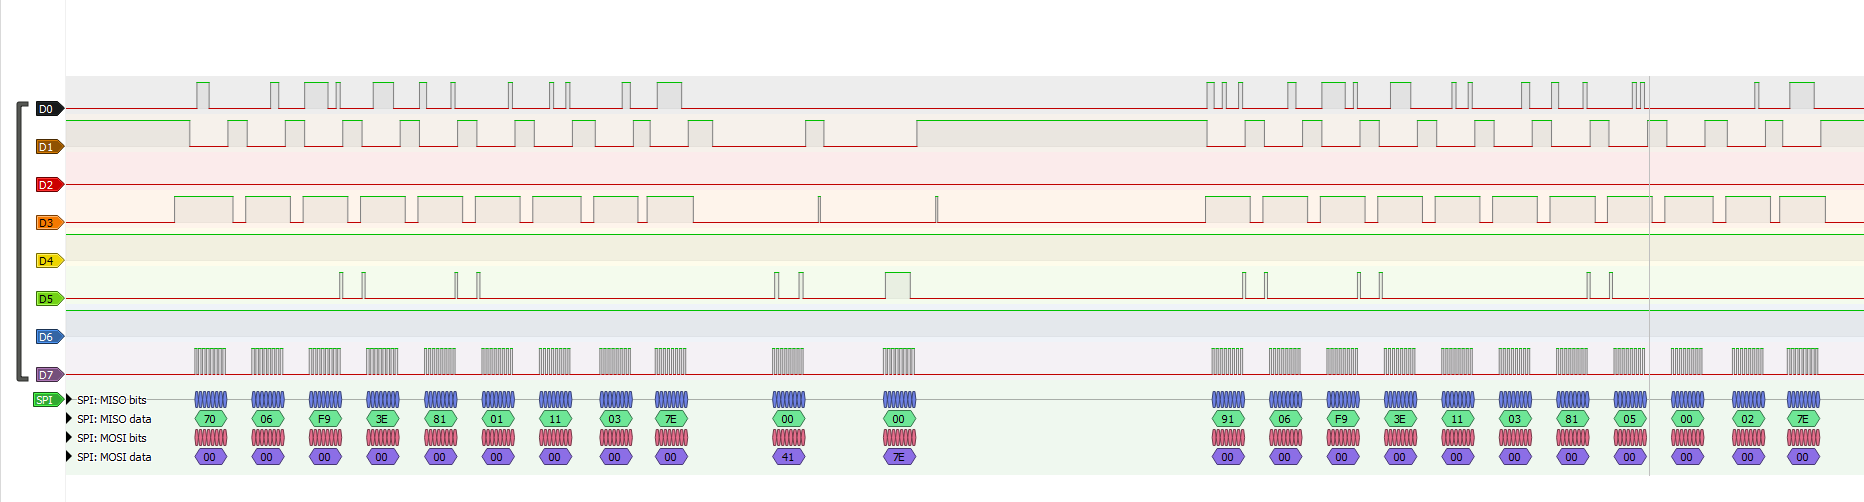 D0
D1
D2
D3
D4
D5
D6
D7
SPI SPI: MISO bits
SPI: MISO data 70 06 F9 3E 81 01 11 03 7E 00 00 91 06 F9 3E 11 03 81 05 00 02 7E
SPI: MOSI bits
SPI: MOSI data 00 00 00 00 00 00 00 00 00 41 7E 00 00 00 00 00 00 00 00 00 00 00